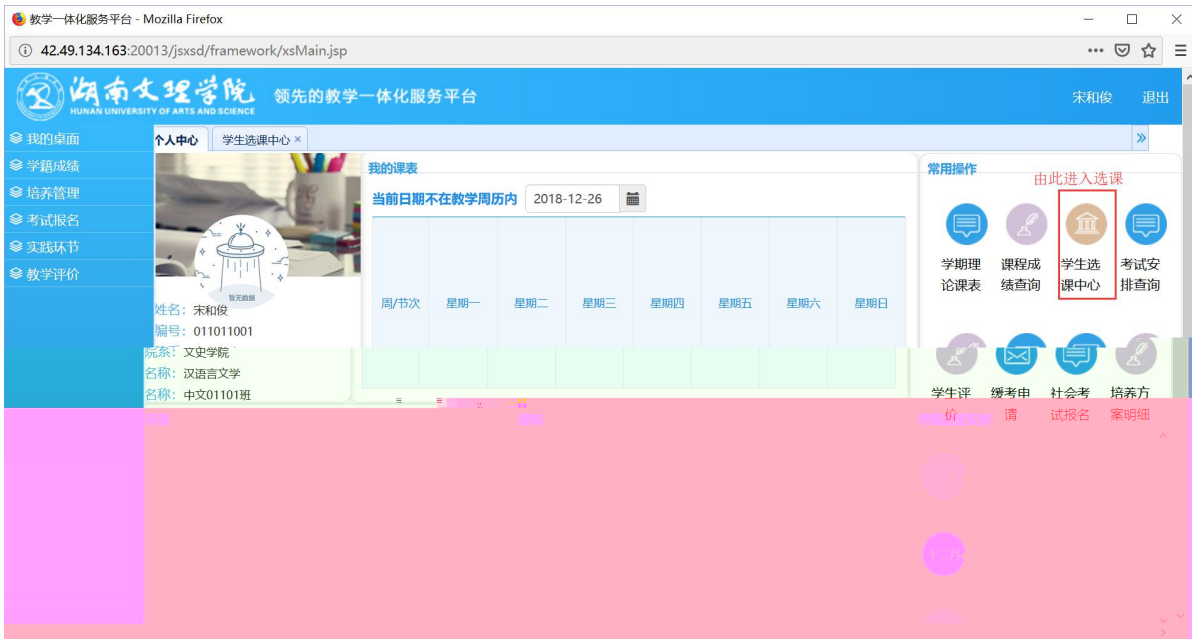 教学一体化服务平台 - Mozilla Firefox
42.49.134.163:20013/jsxsd/framework/xsMain.jsp
湖南文理学院
HUNAN UNIVERSITY OF ARTS AND SCIENCE
领先的教学一体化服务平台
宋和俊 退出
我的桌面
学籍成绩
培养管理
考试报名
实践环节
教学评价
个人中心 学生选课中心 ×
暂无数据
姓名：宋和俊
编号：011011001
院系：文史学院
名称：汉语言文学
名称：中文01101班
我的课表
当前日期不在教学周历内 2018-12-26
周/节次 星期一 星期二 星期三 星期四 星期五 星期六 星期日
常用操作
由此进入选课
学期理论课表
课程成绩查询
学生选课中心
考试安排查询
学生评价
缓考申请
社会考试报名
培养方案明细